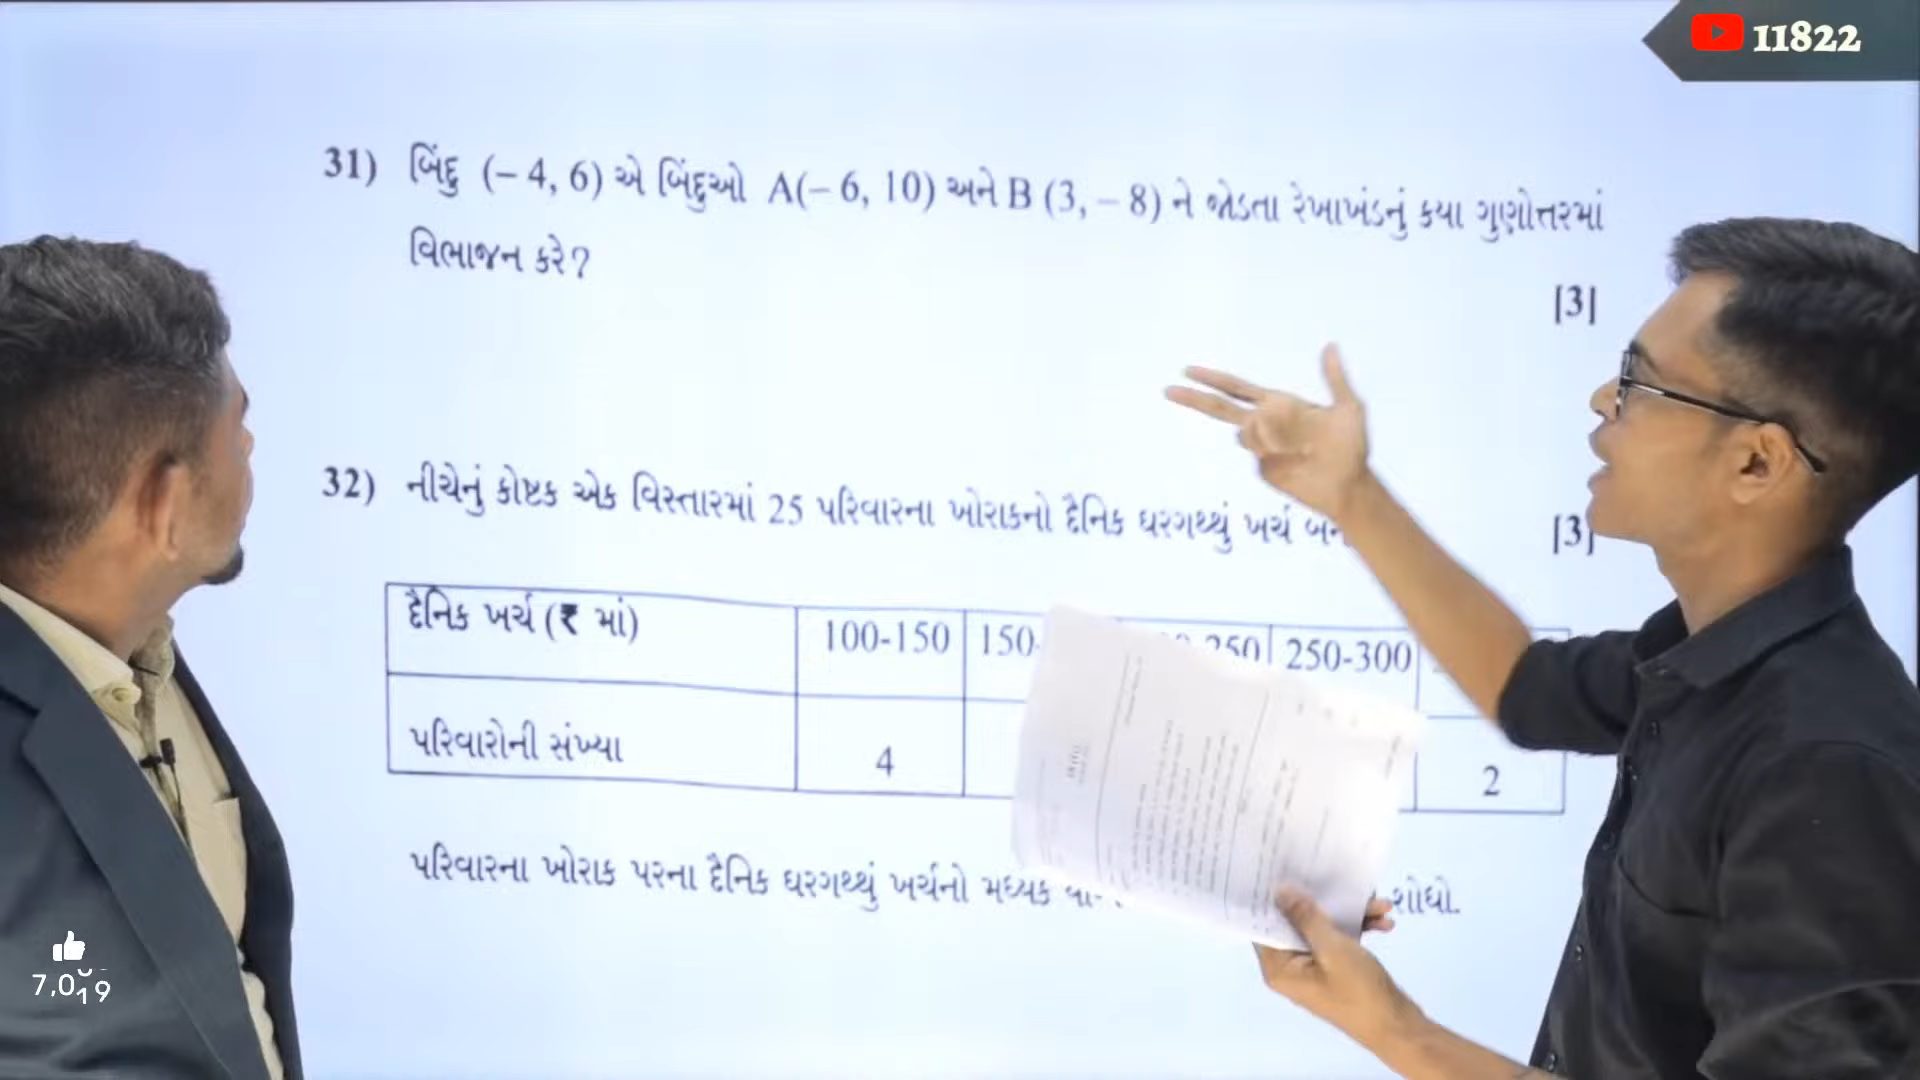 11822
31) બિંદુ (– 4, 6) એ બિંદુઓ A(– 6, 10) અને B (3, – 8) ને જોડતા રેખાખંડનું કયા ગુણોત્તરમાં
વિભાજન કરે?
[3]
32) નીચેનું કોષ્ટક એક વિસ્તારમાં 25 પરિવારના ખોરાકનો દૈનિક ઘરગથ્થું ખર્ચ
[3]
દૈનિક ખર્ચ (₹ માં) 100-150 150- 250 250-300
પરિવારોની સંખ્યા 4 2
પરિવારના ખોરાક પરના દૈનિક ઘરગથ્થું ખર્ચનો મધ્યક શોધો.